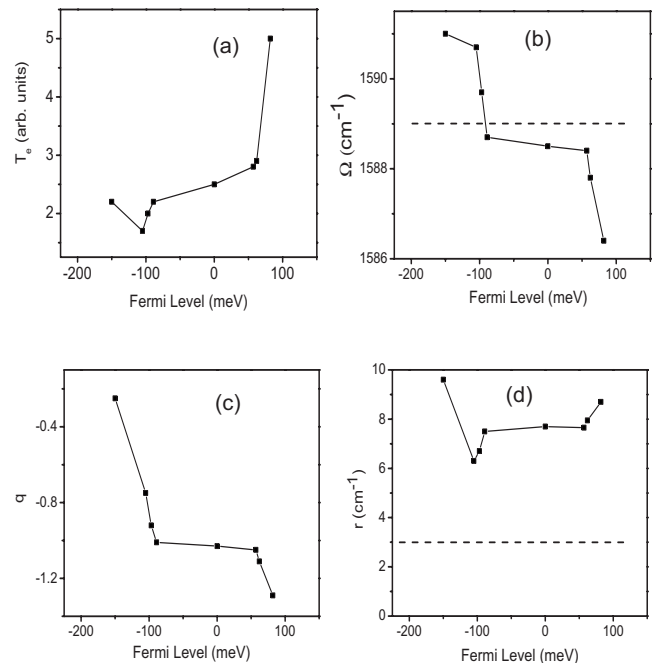 (a)
5
4
3
2
T_e (arb. units)
-200 -100 0 100
Fermi Level (meV)
(b)
1590
1588
1586
Ω (cm⁻¹)
-200 -100 0 100
Fermi Level (meV)
(c)
-0.4
-0.8
-1.2
q
-200 -100 0 100
Fermi Level (meV)
(d)
10
8
6
4
2
0
r (cm⁻¹)
-200 -100 0 100
Fermi Level (meV)